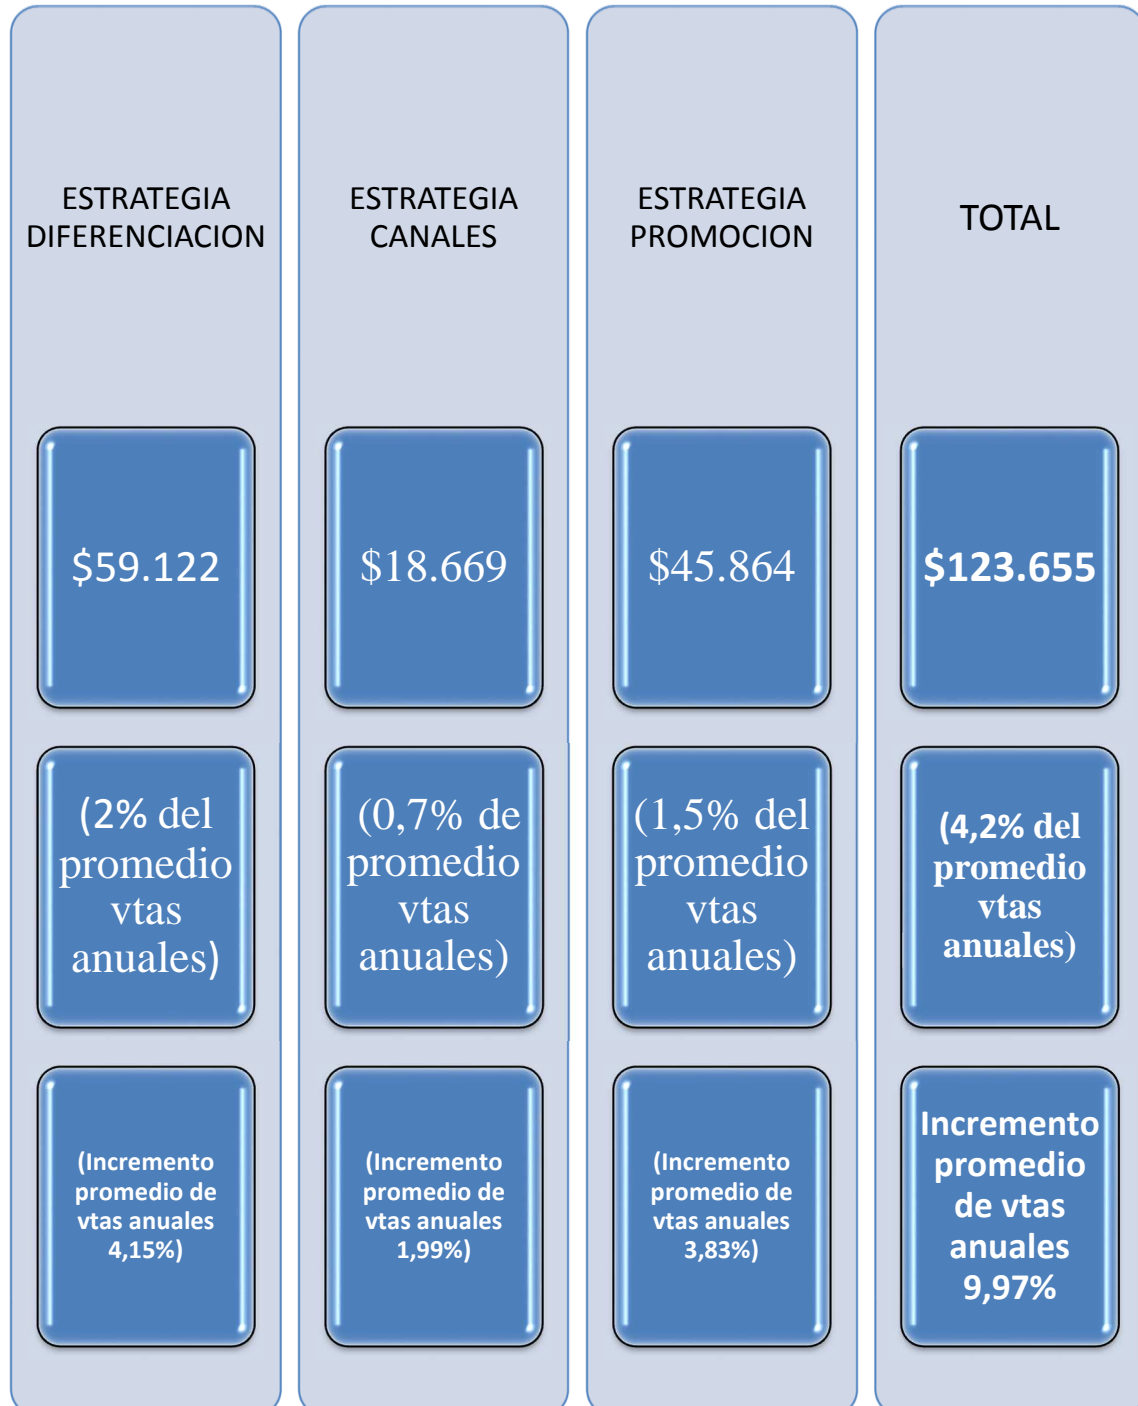 ESTRATEGIA
DIFERENCIACION
$59.122
(2% del
promedio
vtas
anuales)
(Incremento
promedio de
vtas anuales
4,15%)
ESTRATEGIA
CANALES
$18.669
(0,7% de
promedio
vtas
anuales)
(Incremento
promedio de
vtas anuales
1,99%)
ESTRATEGIA
PROMOCION
$45.864
(1,5% del
promedio
vtas
anuales)
(Incremento
promedio de
vtas anuales
3,83%)
TOTAL
$123.655
(4,2% del
promedio
vtas
anuales)
Incremento
promedio
de vtas
anuales
9,97%